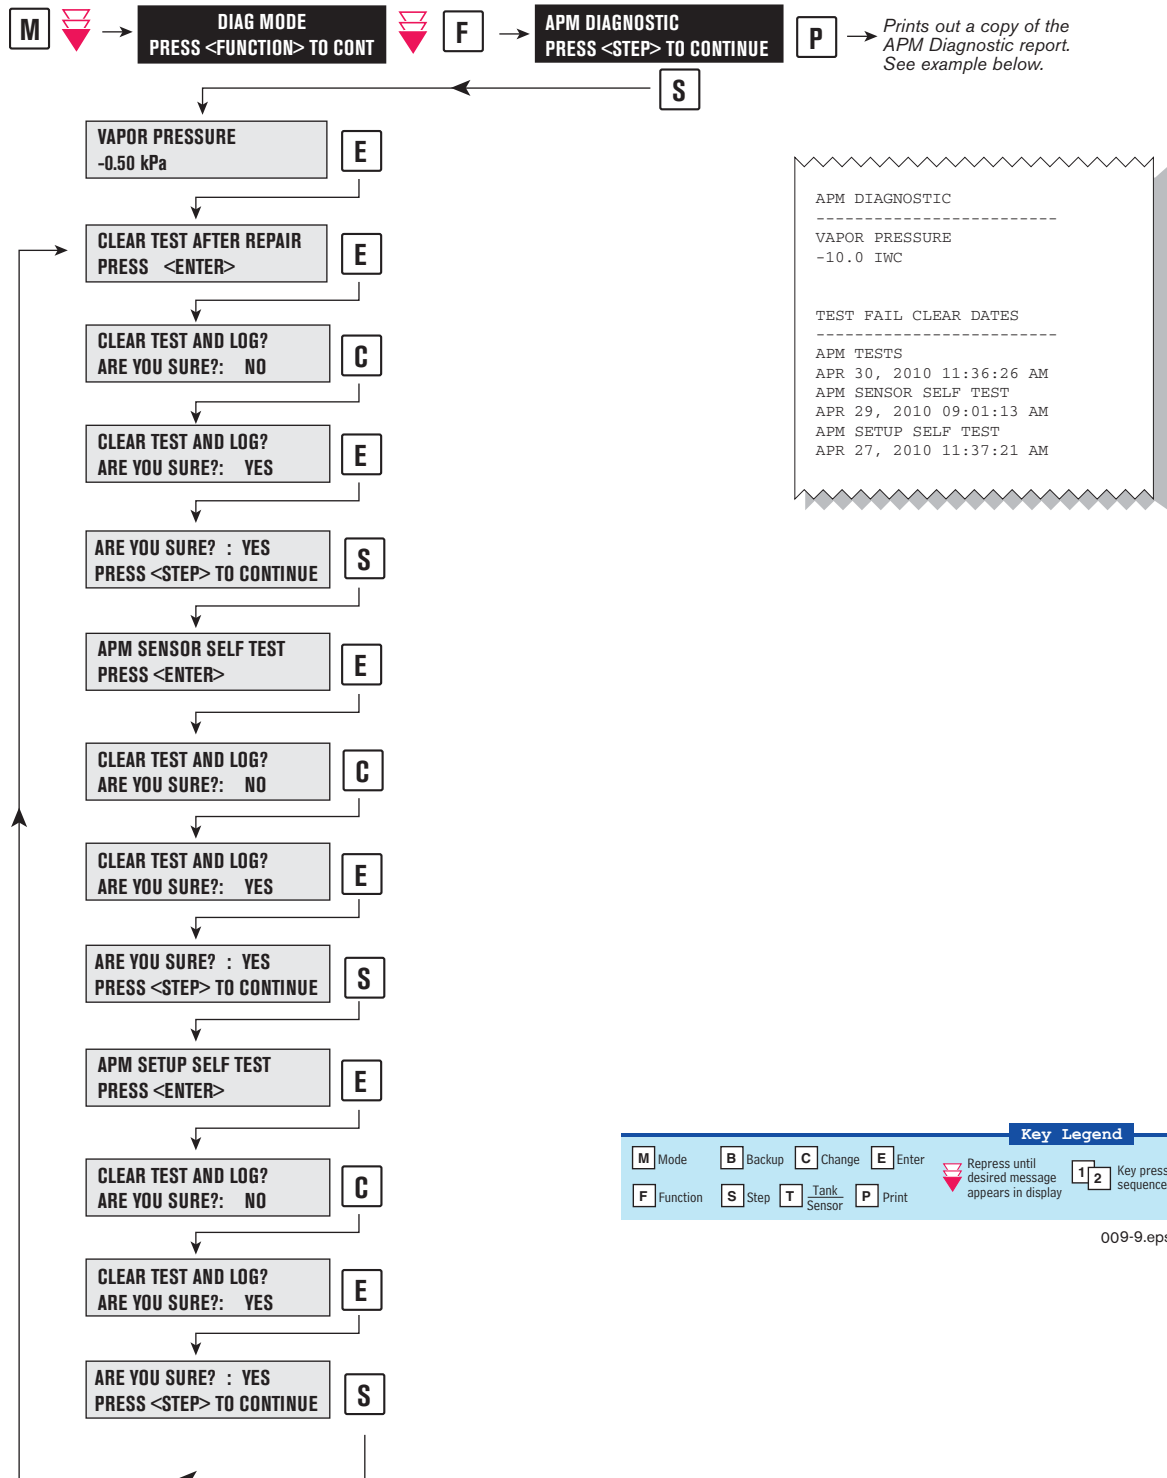 M
DIAG MODE
PRESS <FUNCTION> TO CONT
F
APM DIAGNOSTIC
PRESS <STEP> TO CONTINUE
P
Prints out a copy of the
APM Diagnostic report.
See example below.
S
VAPOR PRESSURE
-0.50 kPa
E
CLEAR TEST AFTER REPAIR
PRESS <ENTER>
E
CLEAR TEST AND LOG?
ARE YOU SURE?: NO
C
CLEAR TEST AND LOG?
ARE YOU SURE?: YES
E
ARE YOU SURE? : YES
PRESS <STEP> TO CONTINUE
S
APM SENSOR SELF TEST
PRESS <ENTER>
E
CLEAR TEST AND LOG?
ARE YOU SURE?: NO
C
CLEAR TEST AND LOG?
ARE YOU SURE?: YES
E
ARE YOU SURE? : YES
PRESS <STEP> TO CONTINUE
S
APM SETUP SELF TEST
PRESS <ENTER>
E
CLEAR TEST AND LOG?
ARE YOU SURE?: NO
C
CLEAR TEST AND LOG?
ARE YOU SURE?: YES
E
ARE YOU SURE? : YES
PRESS <STEP> TO CONTINUE
S
APM DIAGNOSTIC
-------------------------
VAPOR PRESSURE
-10.0 IWC
TEST FAIL CLEAR DATES
-------------------------
APM TESTS
APR 30, 2010 11:36:26 AM
APM SENSOR SELF TEST
APR 29, 2010 09:01:13 AM
APM SETUP SELF TEST
APR 27, 2010 11:37:21 AM
Key Legend
M Mode
B Backup
C Change
E Enter
F Function
S Step
T Tank
Sensor
P Print
Repress until
desired message
appears in display
1 2
Key press
sequence
009-9.eps